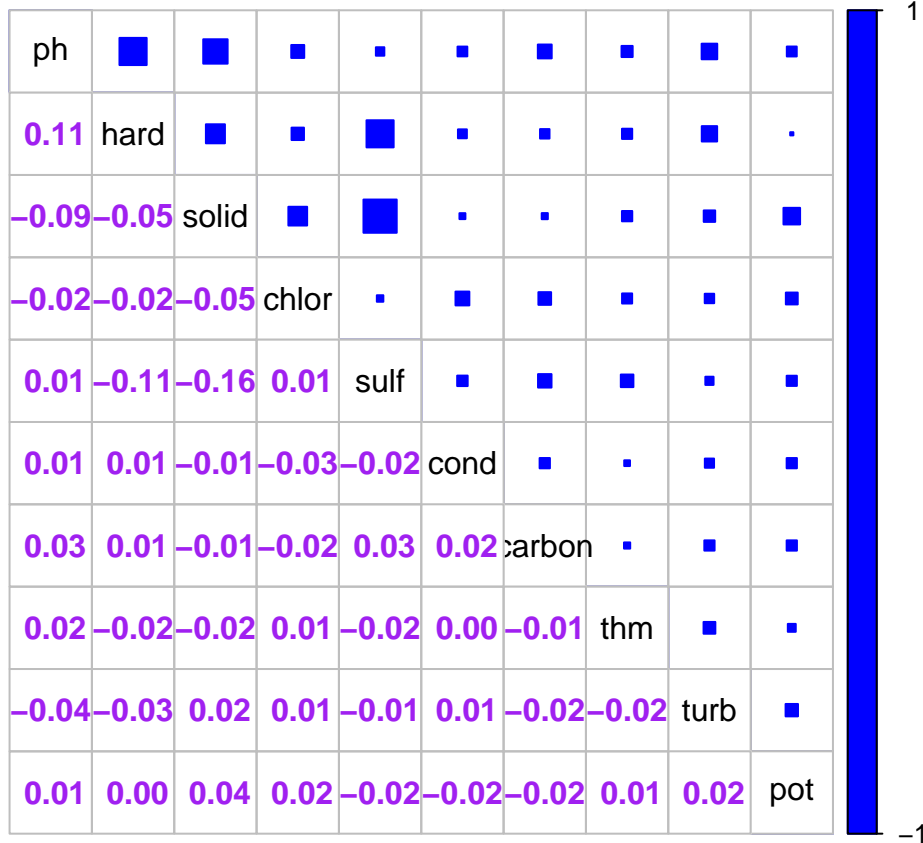 1
ph
0.11 hard
−0.09 −0.05 solid
−0.02 −0.02 −0.05 chlor
0.01 −0.11 −0.16 0.01 sulf
0.01 0.01 −0.01 −0.03 −0.02 cond
0.03 0.01 −0.01 −0.02 0.03 0.02 carbon
0.02 −0.02 −0.02 0.01 −0.02 0.00 −0.01 thm
−0.04 −0.03 0.02 0.01 −0.01 0.01 −0.02 −0.02 turb
0.01 0.00 0.04 0.02 −0.02 −0.02 −0.02 0.01 0.02 pot
−1